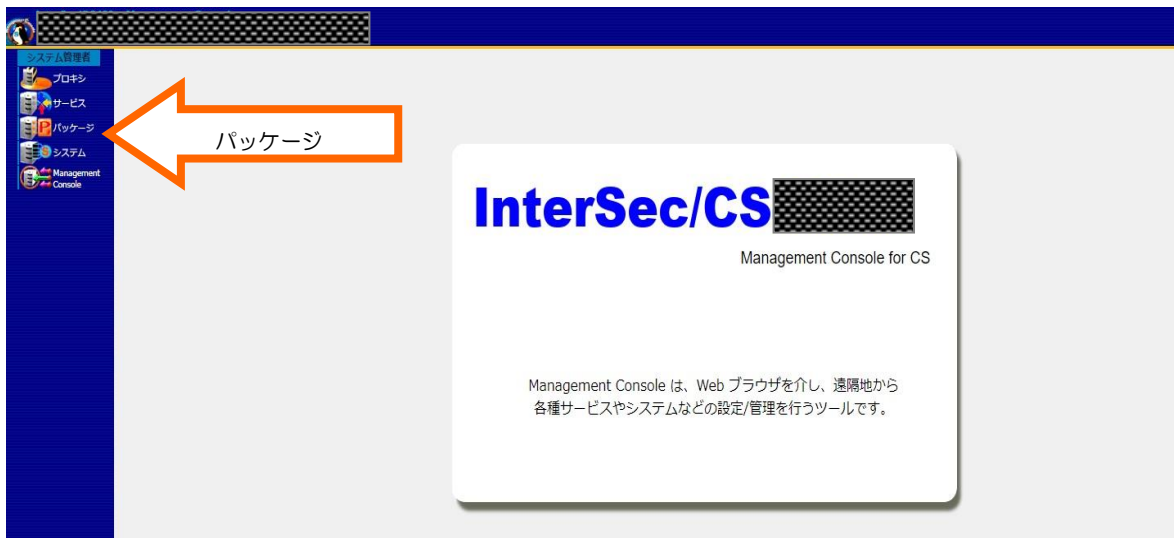 システム管理者
プロキシ
サービス
パッケージ
システム
Management
Console
パッケージ
InterSec/CS
Management Console for CS
Management Console は、Web ブラウザを介し、遠隔地から
各種サービスやシステムなどの設定/管理を行うツールです。